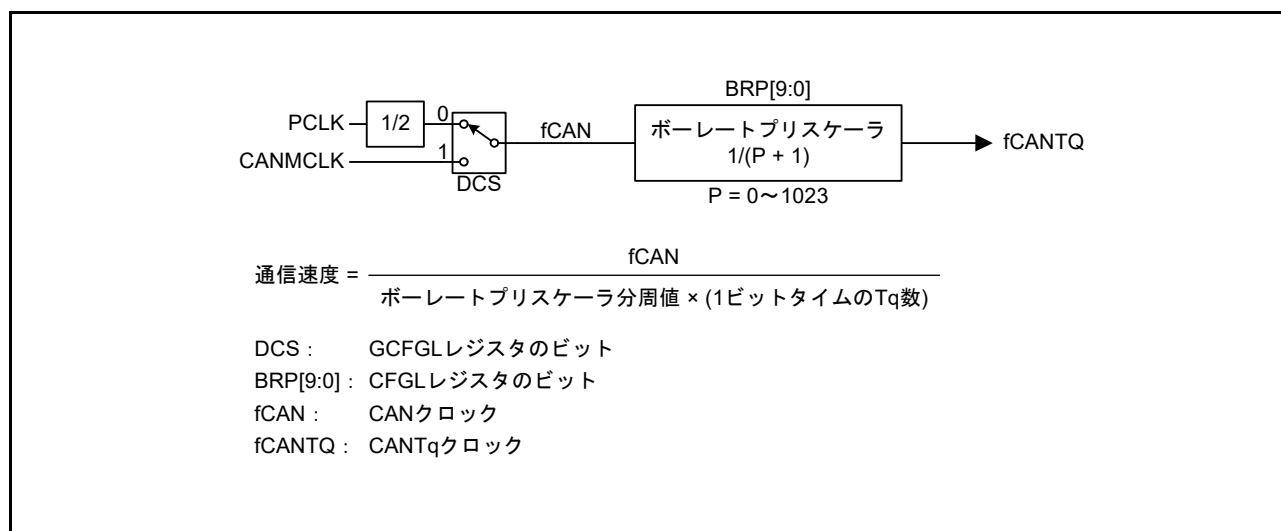 BRP[9:0]
PCLK
1/2
0
fCAN
ボーレートプリスケーラ
1/(P + 1)
fCANTQ
CANMCLK
1
DCS
P = 0～1023
通信速度 =
fCAN
ボーレートプリスケーラ分周値 × (1ビットタイムのTq数)
DCS : GCFGLレジスタのビット
BRP[9:0] : CFGLレジスタのビット
fCAN : CANクロック
fCANTQ : CANTqクロック